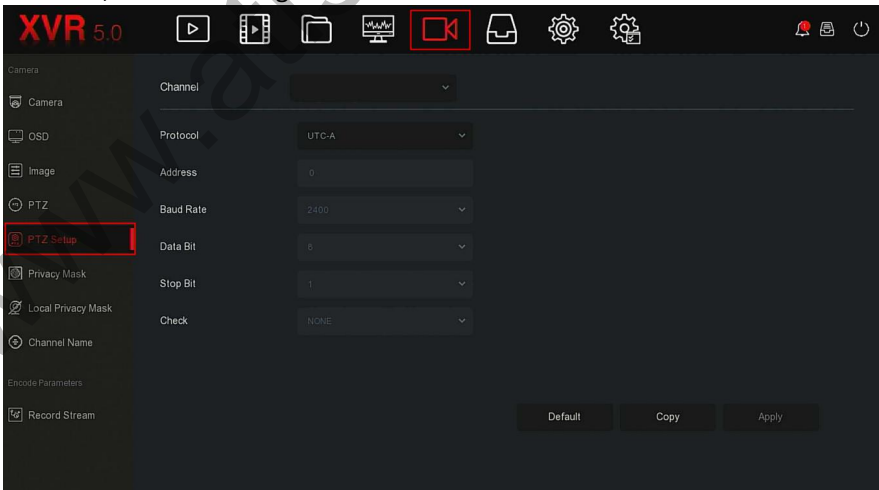 XVR 5.0
Camera
Camera
OSD
Image
PTZ
PTZ Setup
Privacy Mask
Local Privacy Mask
Channel Name
Encode Parameters
Record Stream
Channel
Protocol UTC-A
Address 0
Baud Rate 2400
Data Bit 8
Stop Bit 1
Check NONE
Default Copy Apply